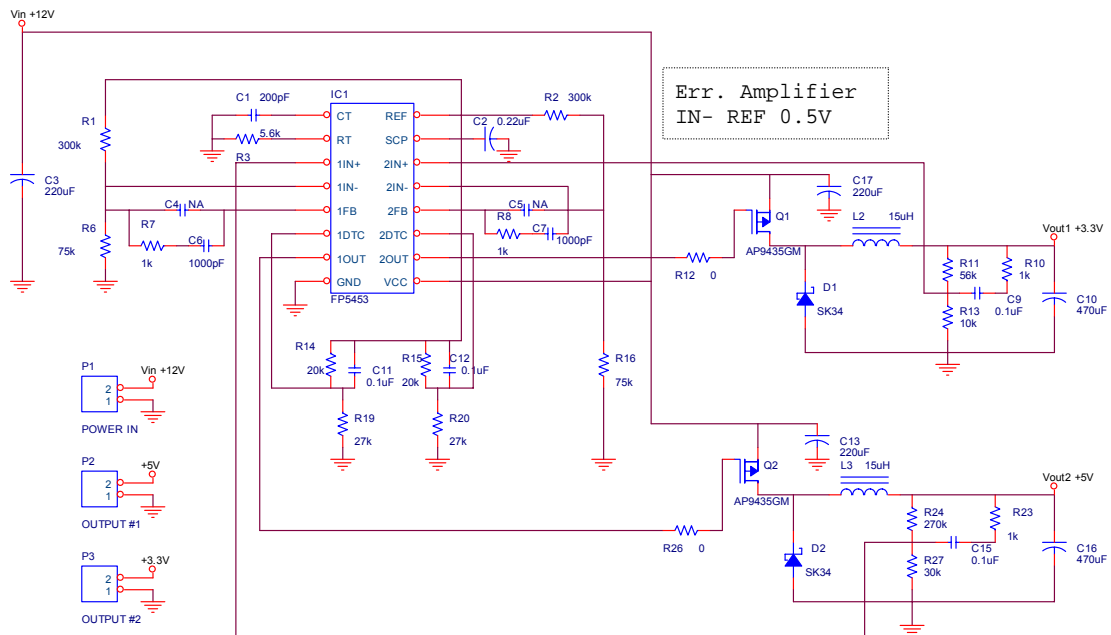 Vin +12V
Err. Amplifier
IN- REF 0.5V
C1 200pF
IC1
R2 300k
R1
300k
CT
REF
C2 0.22uF
5.6k
RT
SCP
R3
1IN+
2IN+
C3
220uF
1IN-
2IN-
C17
220uF
C4 NA
1FB
2FB
C5 NA
R7
1k
C6
1000pF
R8
1k
C7
1000pF
R6
75k
1DTC
2DTC
1OUT
2OUT
GND
VCC
FP5453
Q1
AP9435GM
L2 15uH
Vout1 +3.3V
R12 0
D1
SK34
R11
56k
R10
1k
C9
0.1uF
R13
10k
C10
470uF
R14
20k
C11
0.1uF
R15
20k
C12
0.1uF
R16
75k
R19
27k
R20
27k
P1
Vin +12V
2
1
POWER IN
P2
+5V
2
1
OUTPUT #1
P3
+3.3V
2
1
OUTPUT #2
C13
220uF
Q2
AP9435GM
L3 15uH
Vout2 +5V
R26 0
D2
SK34
R24
270k
R23
1k
C15
0.1uF
R27
30k
C16
470uF